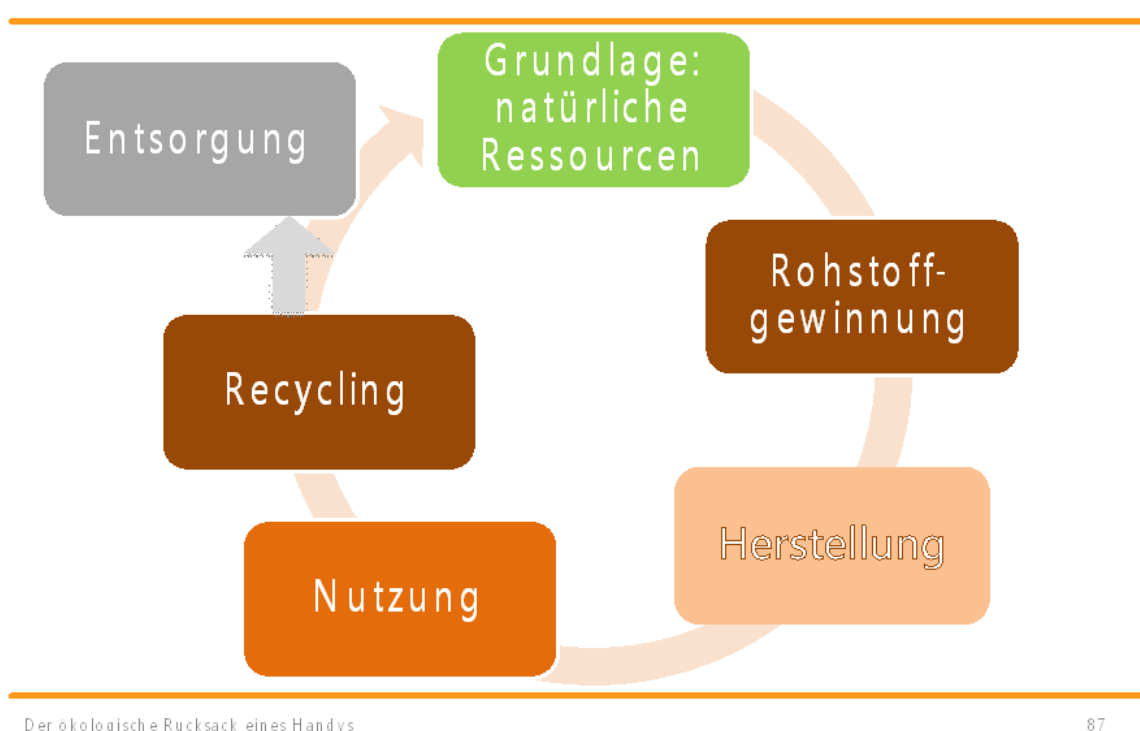 Grundlage:
natürliche
Ressourcen
Entsorgung
Rohstoff-
gewinnung
Recycling
Herstellung
Nutzung
Der ökologische Rucksack eines Handys
87